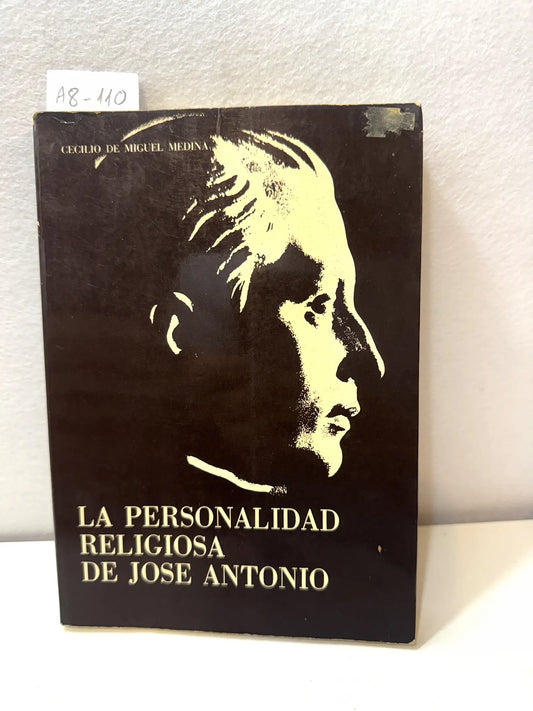 A8-110
CECILIO DE MIGUEL MEDINA
LA PERSONALIDAD
RELIGIOSA
DE JOSE ANTONIO